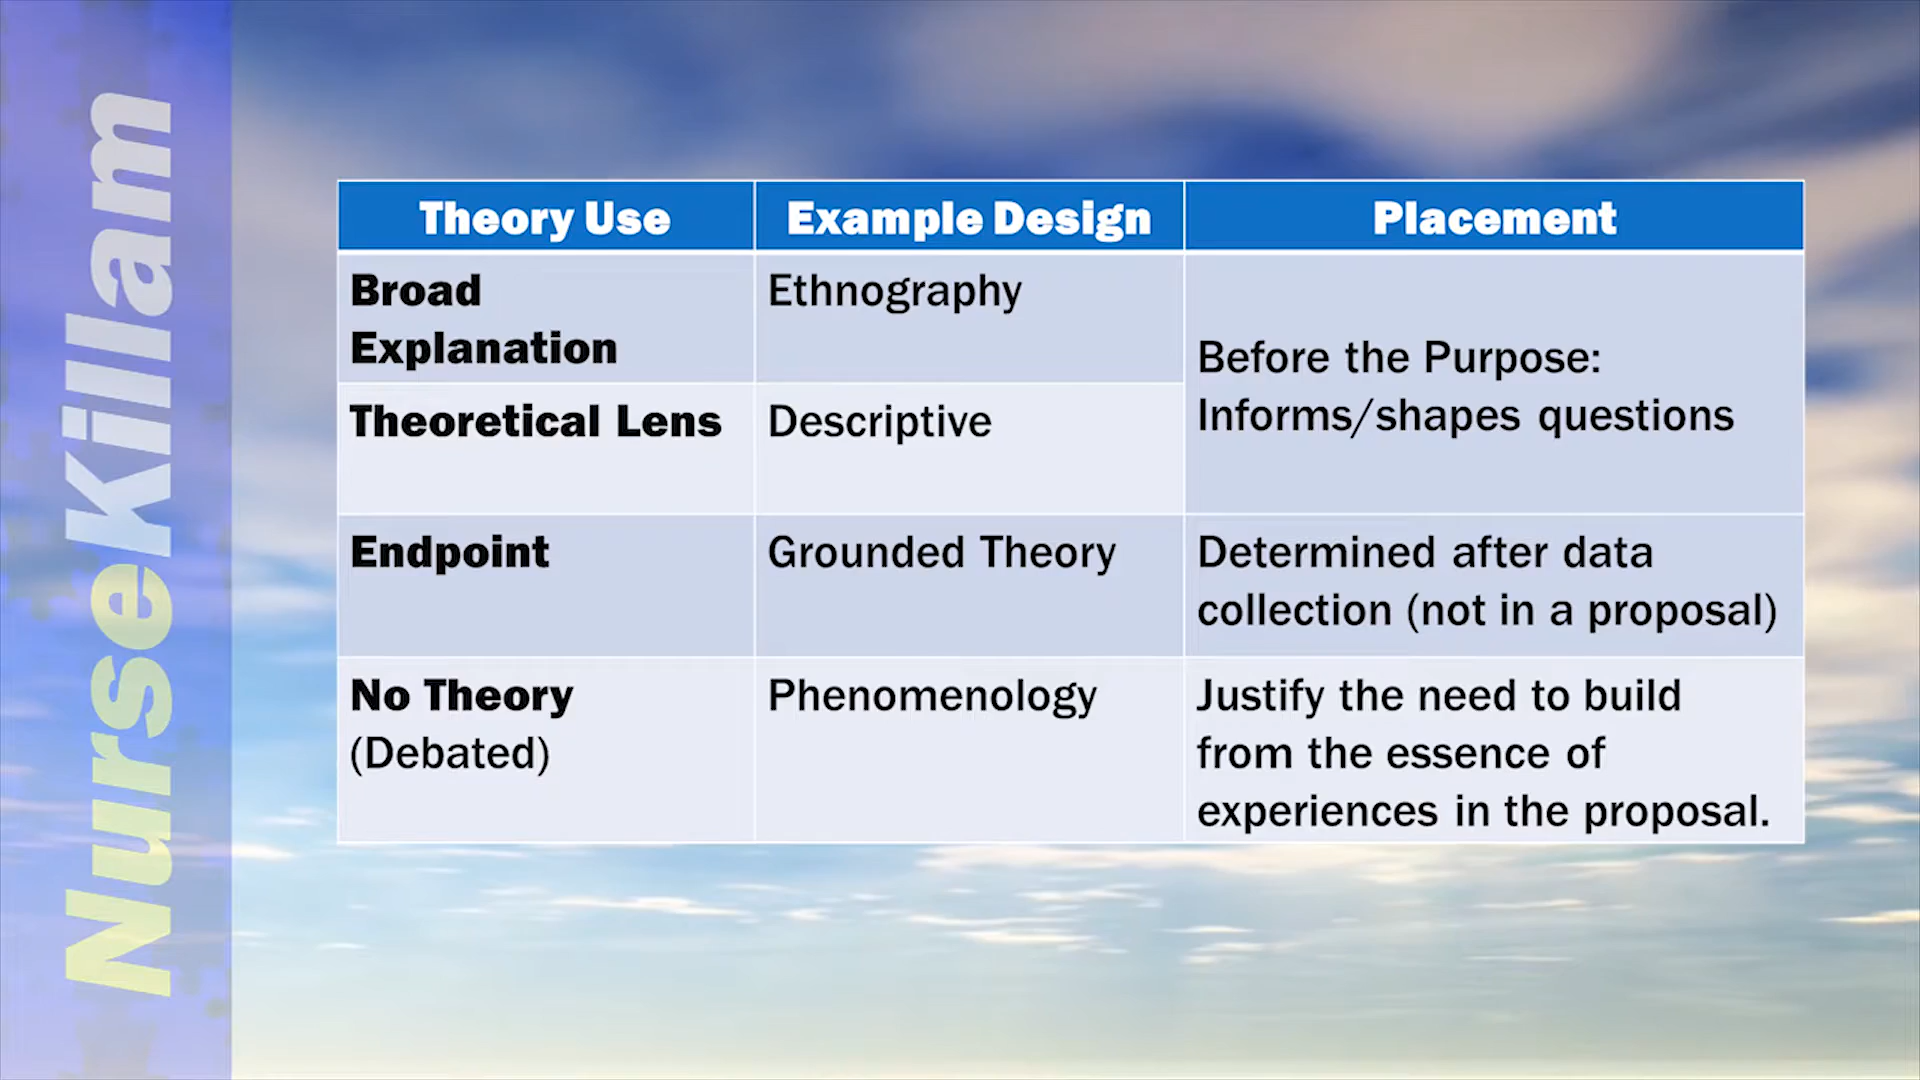 NurseKillam
Theory Use
Example Design
Placement
Broad
Explanation
Ethnography
Before the Purpose:
Informs/shapes questions
Theoretical Lens
Descriptive
Endpoint
Grounded Theory
Determined after data
collection (not in a proposal)
No Theory
(Debated)
Phenomenology
Justify the need to build
from the essence of
experiences in the proposal.